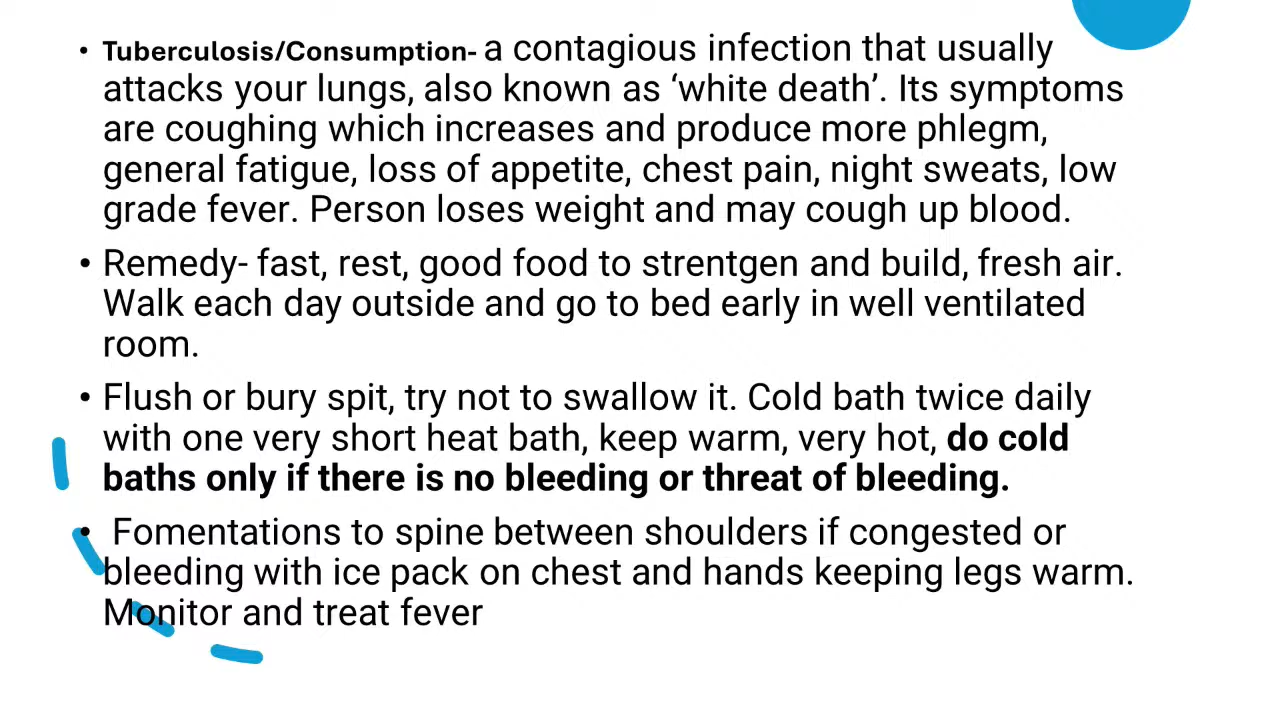 • Tuberculosis/Consumption- a contagious infection that usually
attacks your lungs, also known as ‘white death’. Its symptoms
are coughing which increases and produce more phlegm,
general fatigue, loss of appetite, chest pain, night sweats, low
grade fever. Person loses weight and may cough up blood.
• Remedy- fast, rest, good food to strentgen and build, fresh air.
Walk each day outside and go to bed early in well ventilated
room.
• Flush or bury spit, try not to swallow it. Cold bath twice daily
with one very short heat bath, keep warm, very hot, do cold
baths only if there is no bleeding or threat of bleeding.
• Fomentations to spine between shoulders if congested or
bleeding with ice pack on chest and hands keeping legs warm.
Monitor and treat fever